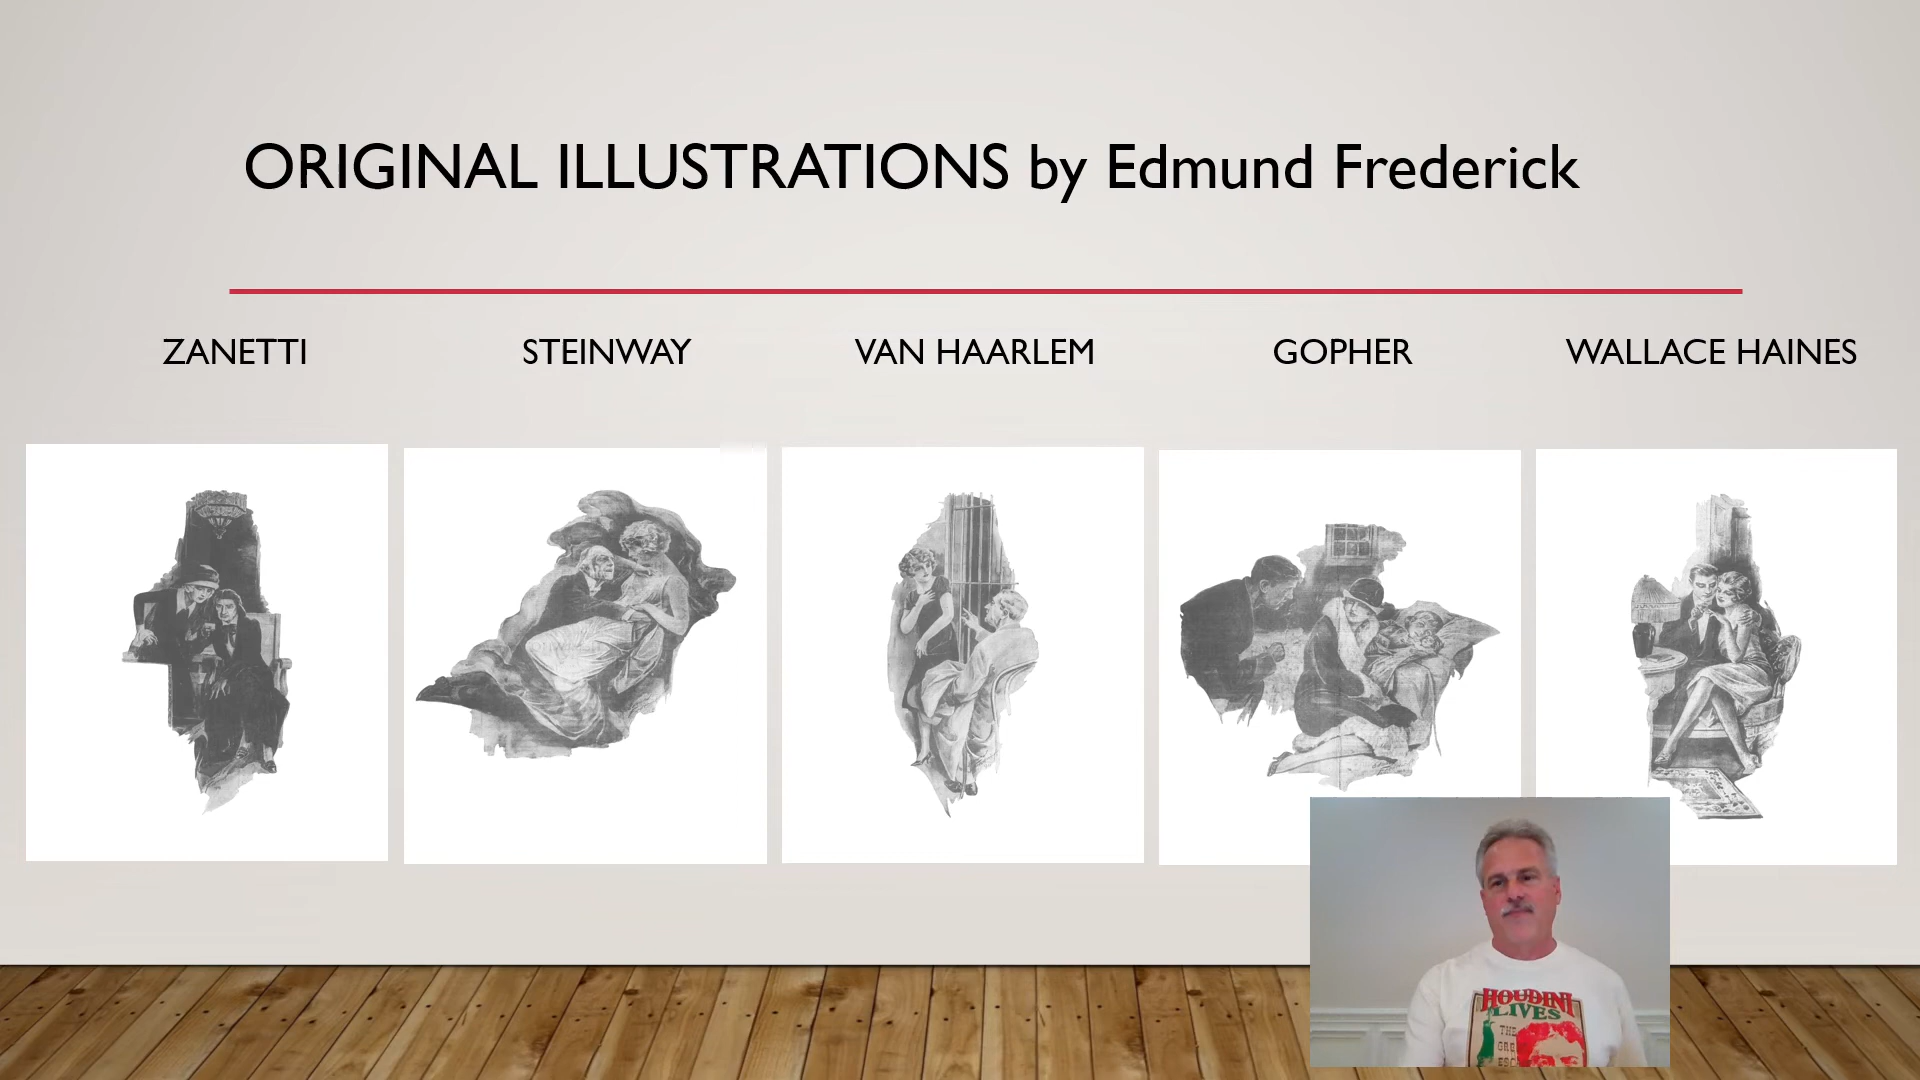 ORIGINAL ILLUSTRATIONS by Edmund Frederick
ZANETTI
STEINWAY
VAN HAARLEM
GOPHER
WALLACE HAINES
HOUDINI
LIVES